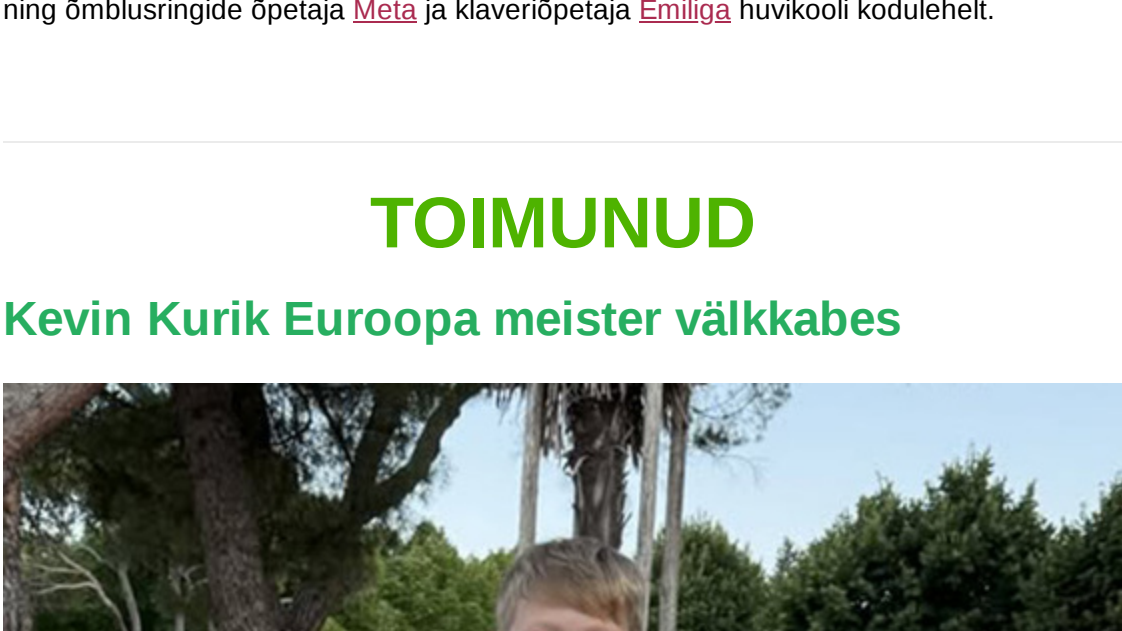 ning õmblusringide õpetaja Meta ja klaveriõpetaja Emiliga huvikooli kodulehelt.
TOIMUNUD
Kevin Kurik Euroopa meister välkkabes